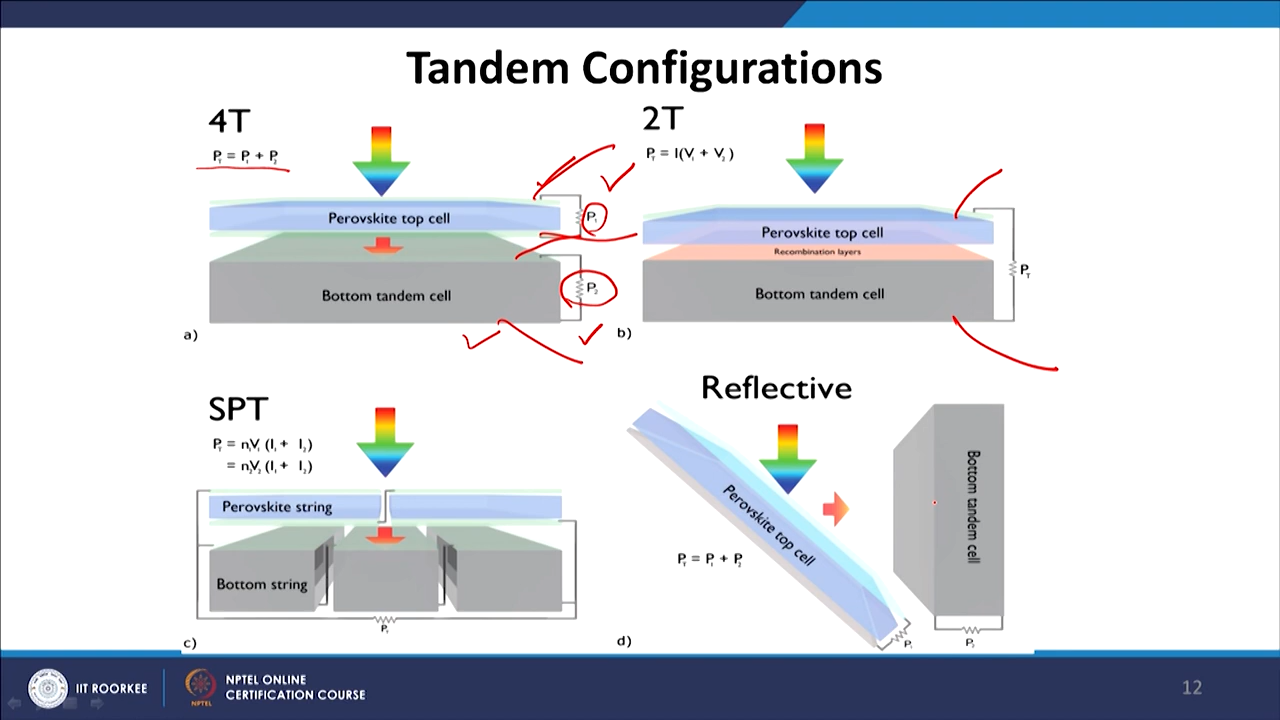 Tandem Configurations
4T
PT = P1 + P2
Perovskite top cell
P1
Bottom tandem cell
P2
a)
2T
PT = I(V1 + V2)
Perovskite top cell
Recombination layers
Bottom tandem cell
PT
b)
SPT
PT = n1V1 (I1 + I2)
= n2V2 (I1 + I2)
Perovskite string
Bottom string
PT
c)
Reflective
Perovskite top cell
Bottom tandem cell
PT = P1 + P2
P1
P2
d)
IIT ROORKEE
NPTEL ONLINE
CERTIFICATION COURSE
NPTEL
12